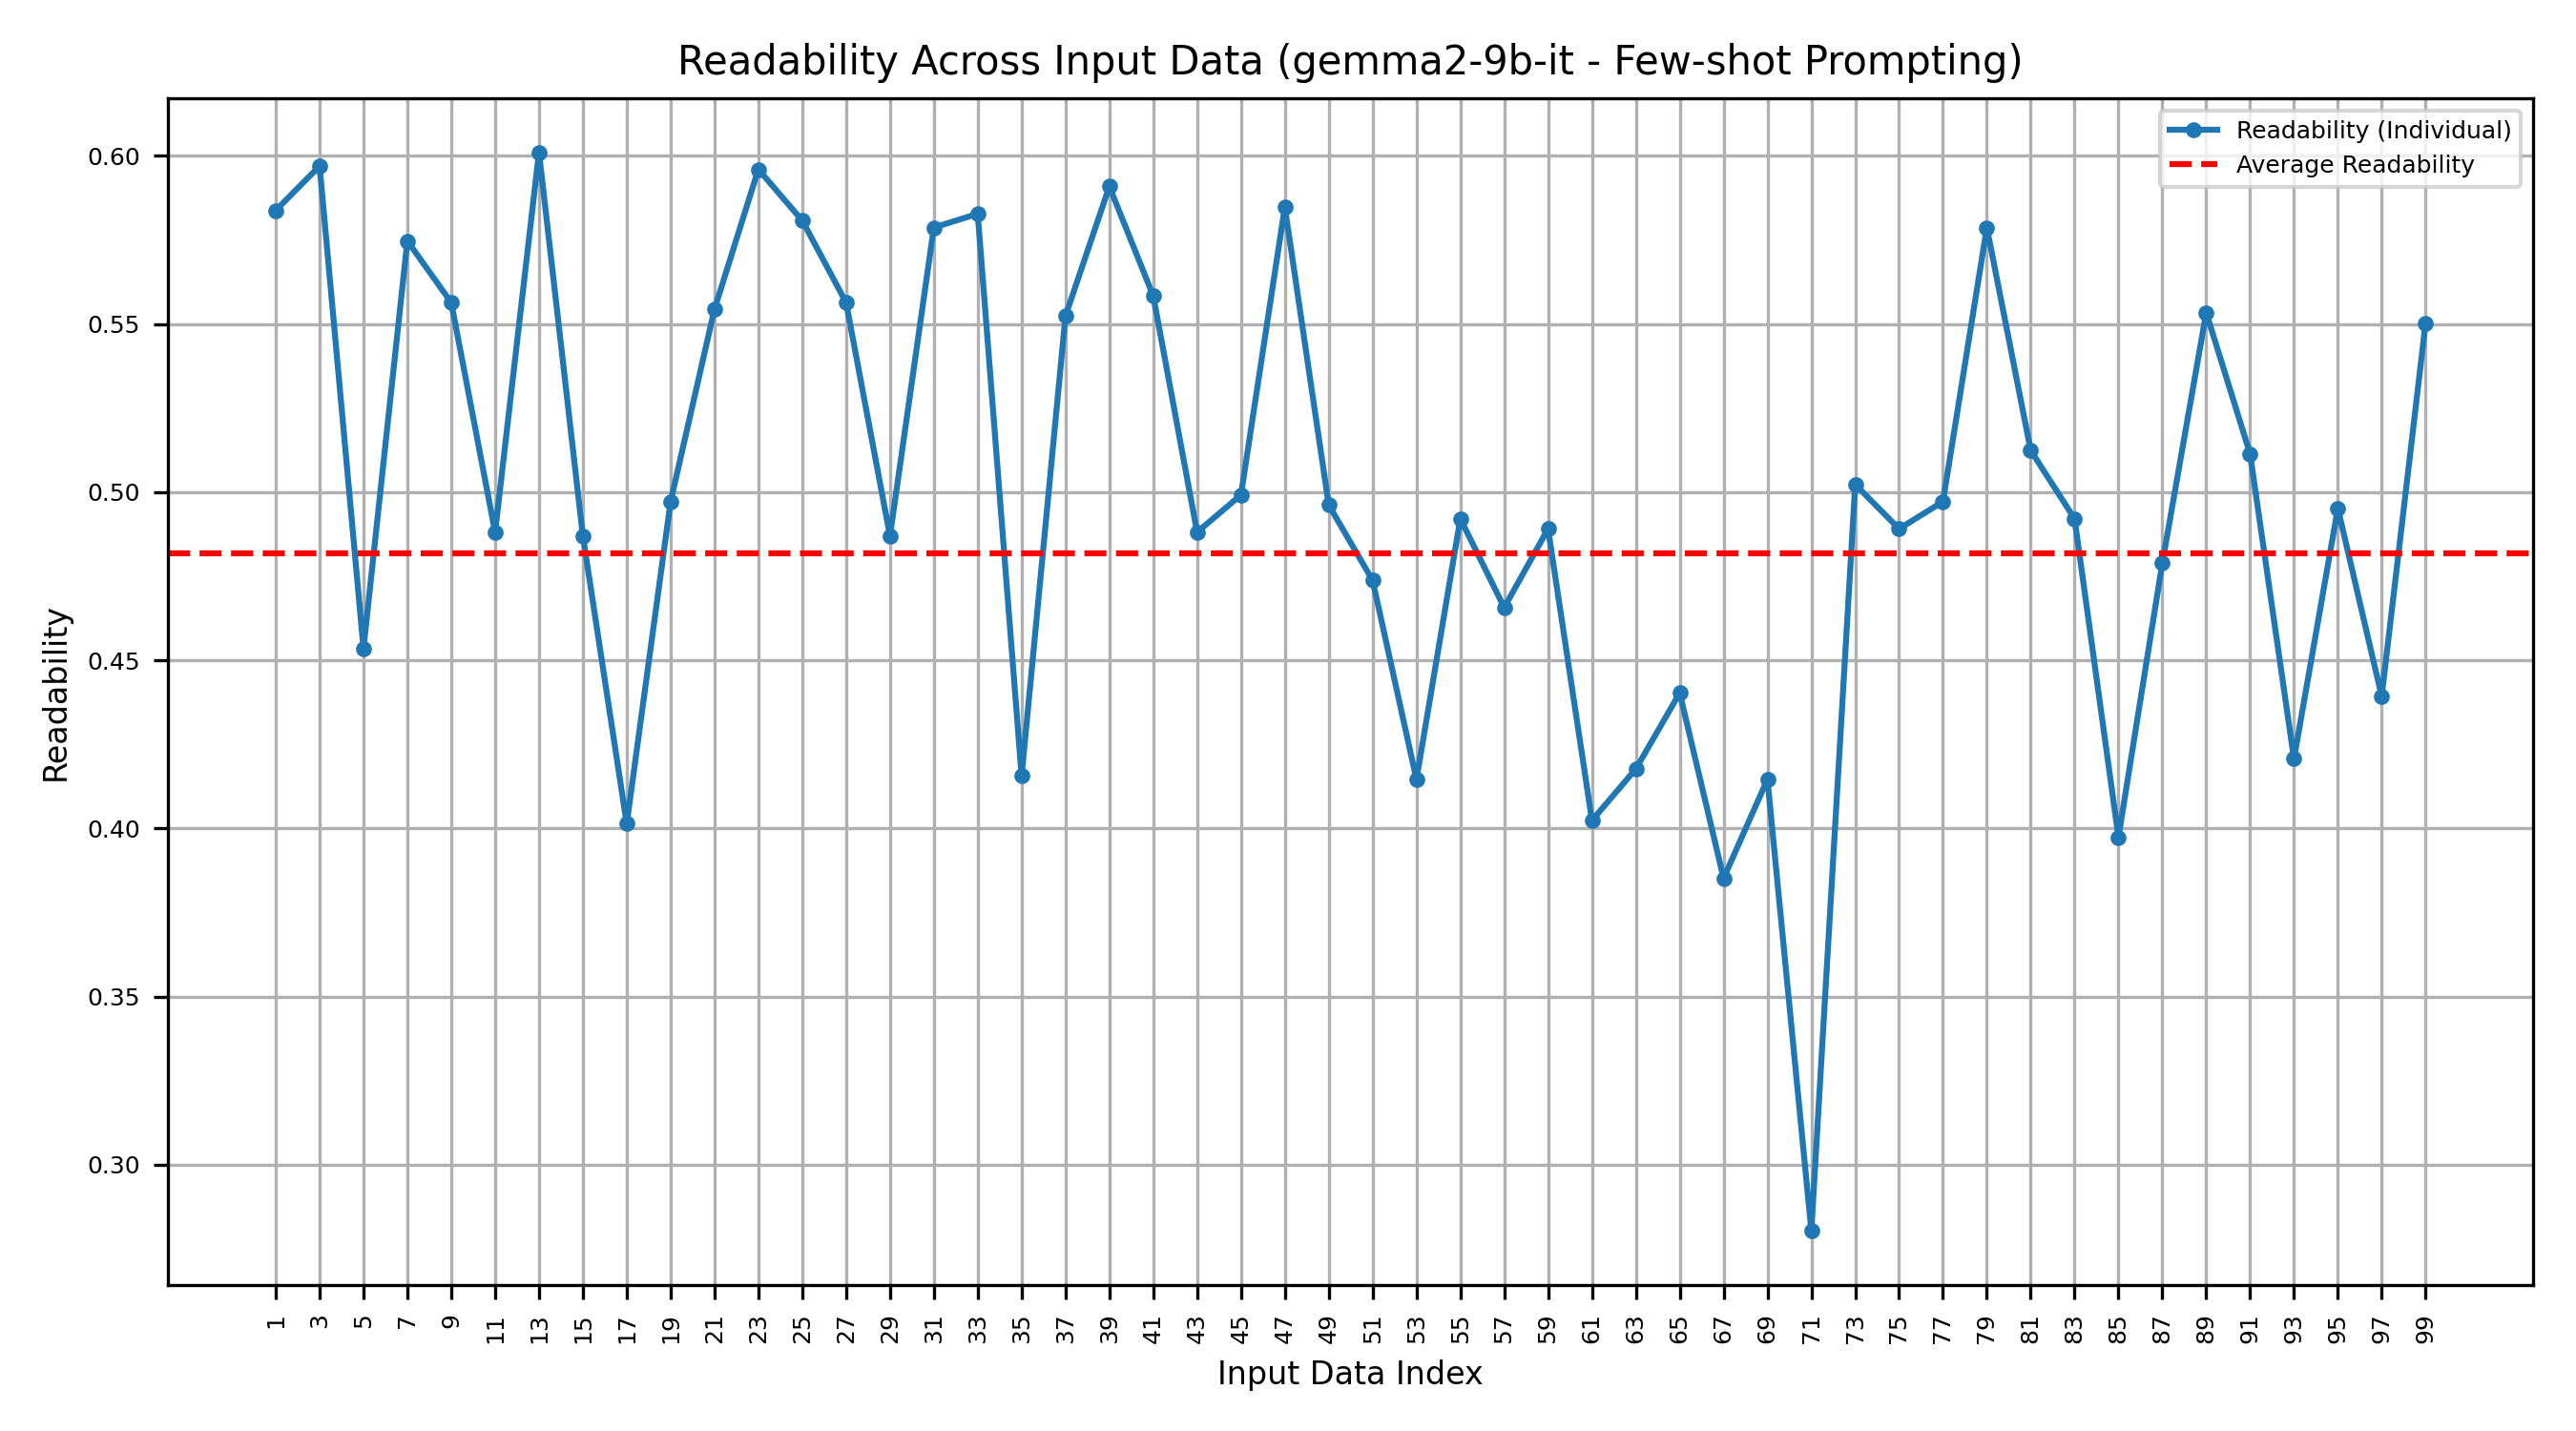 Readability Across Input Data (gemma2-9b-it - Few-shot Prompting)
Readability (Individual)
Average Readability
0.60
0.55
0.50
0.45
0.40
0.35
0.30
Readability
1 3 5 7 9 11 13 15 17 19 21 23 25 27 29 31 33 35 37 39 41 43 45 47 49 51 53 55 57 59 61 63 65 67 69 71 73 75 77 79 81 83 85 87 89 91 93 95 97 99
Input Data Index